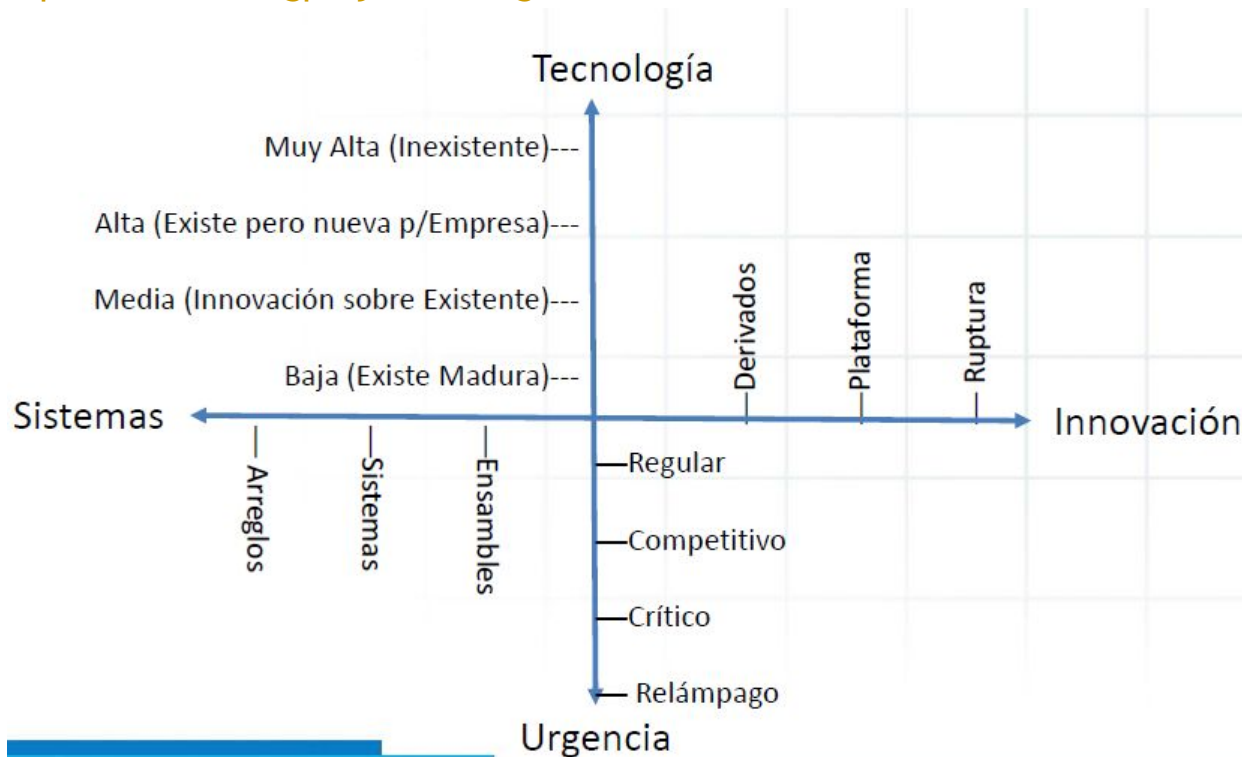 Tecnología
Muy Alta (Inexistente)---
Alta (Existe pero nueva p/Empresa)---
Media (Innovación sobre Existente)---
Baja (Existe Madura)---
Derivados
Plataforma
Ruptura
Sistemas
Innovación
Arreglos
Sistemas
Ensambles
Regular
Competitivo
Crítico
Relámpago
Urgencia